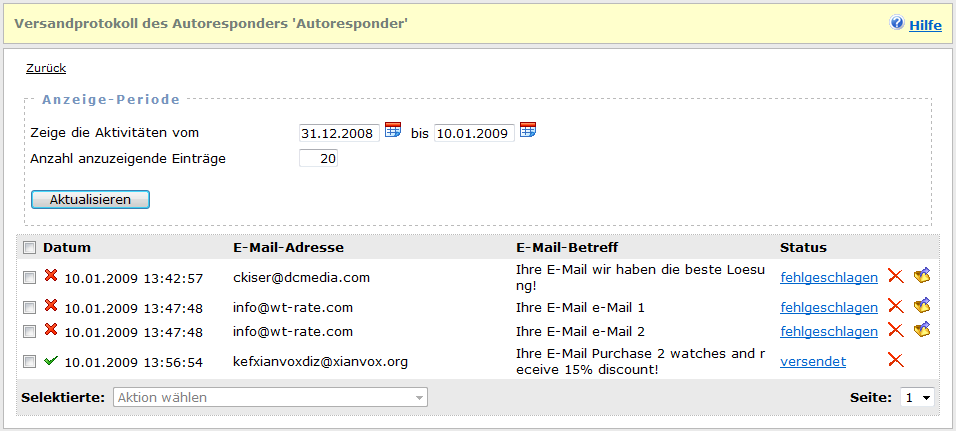 Versandprotokoll des Autoresponders 'Autoresponder'
Hilfe
Zurück
Anzeige-Periode
Zeige die Aktivitäten vom 31.12.2008 bis 10.01.2009
Anzahl anzuzeigende Einträge 20
Aktualisieren
Datum E-Mail-Adresse E-Mail-Betreff Status
10.01.2009 13:42:57 ckiser@dcmedia.com Ihre E-Mail wir haben die beste Loesu
ng! fehlgeschlagen
10.01.2009 13:47:48 info@wt-rate.com Ihre E-Mail e-Mail 1 fehlgeschlagen
10.01.2009 13:47:48 info@wt-rate.com Ihre E-Mail e-Mail 2 fehlgeschlagen
10.01.2009 13:56:54 kefxianvoxdiz@xianvox.org Ihre E-Mail Purchase 2 watches and r
eceive 15% discount! versendet
Selektierte: Aktion wählen Seite: 1